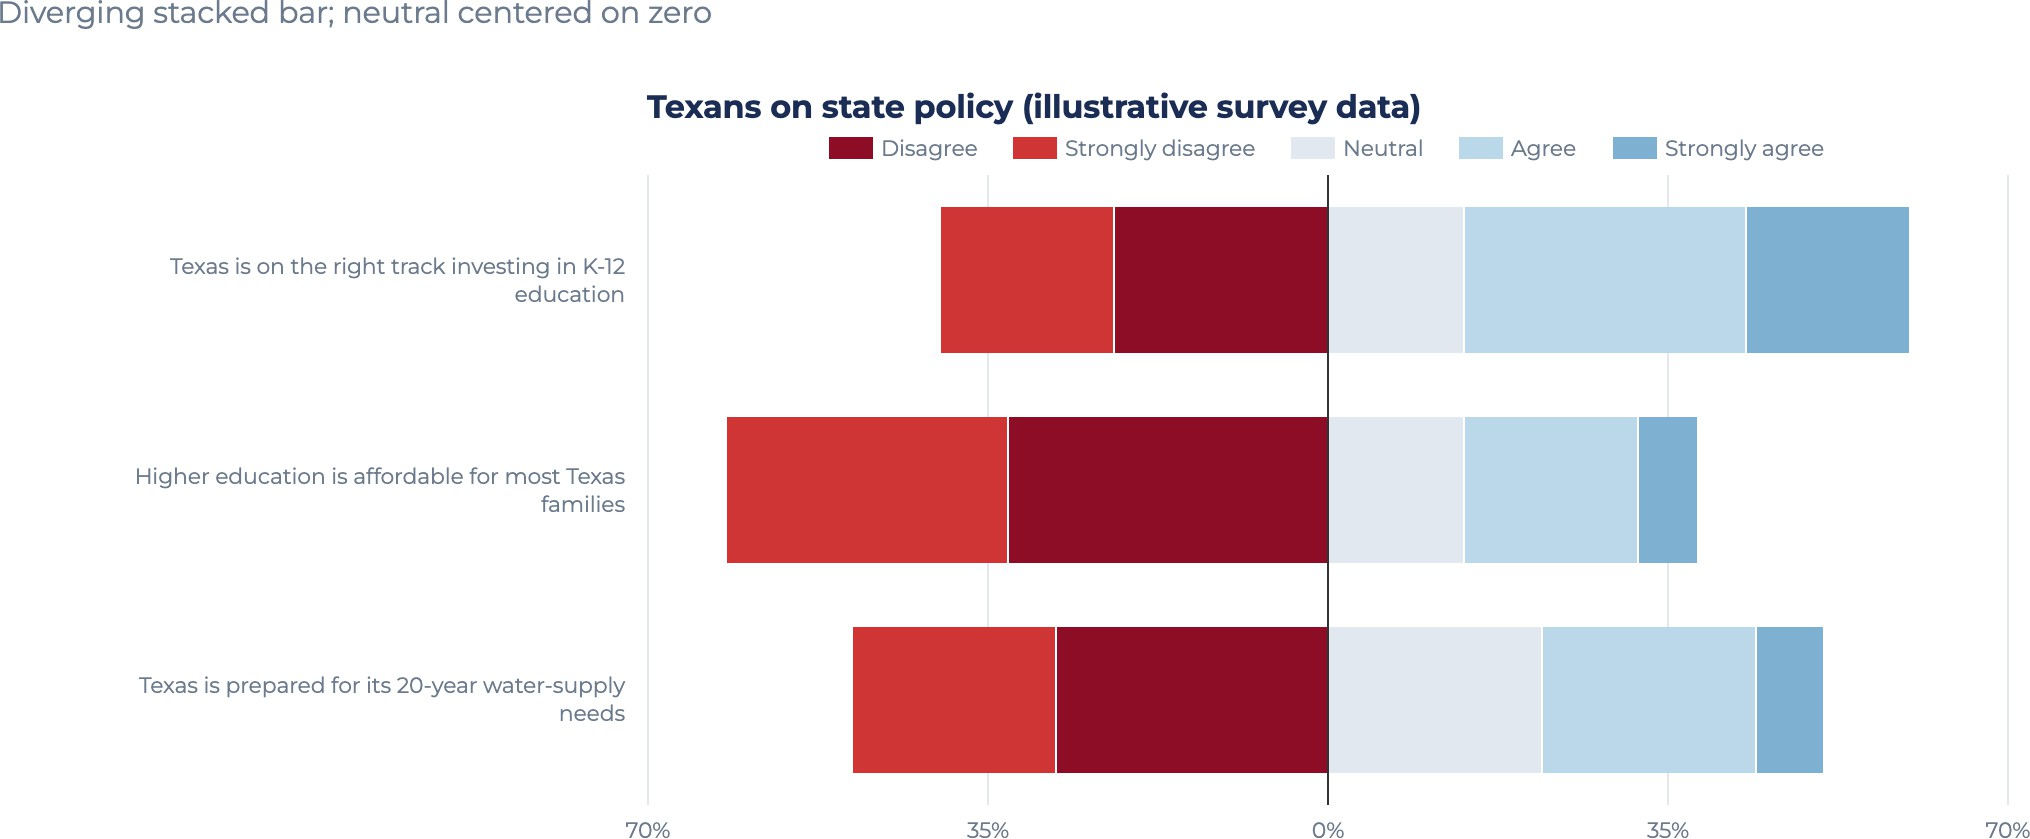 Diverging stacked bar; neutral centered on zero
Texans on state policy (illustrative survey data)
Disagree
Strongly disagree
Neutral
Agree
Strongly agree
Texas is on the right track investing in K-12
education
Higher education is affordable for most Texas
families
Texas is prepared for its 20-year water-supply
needs
70%
35%
0%
35%
70%